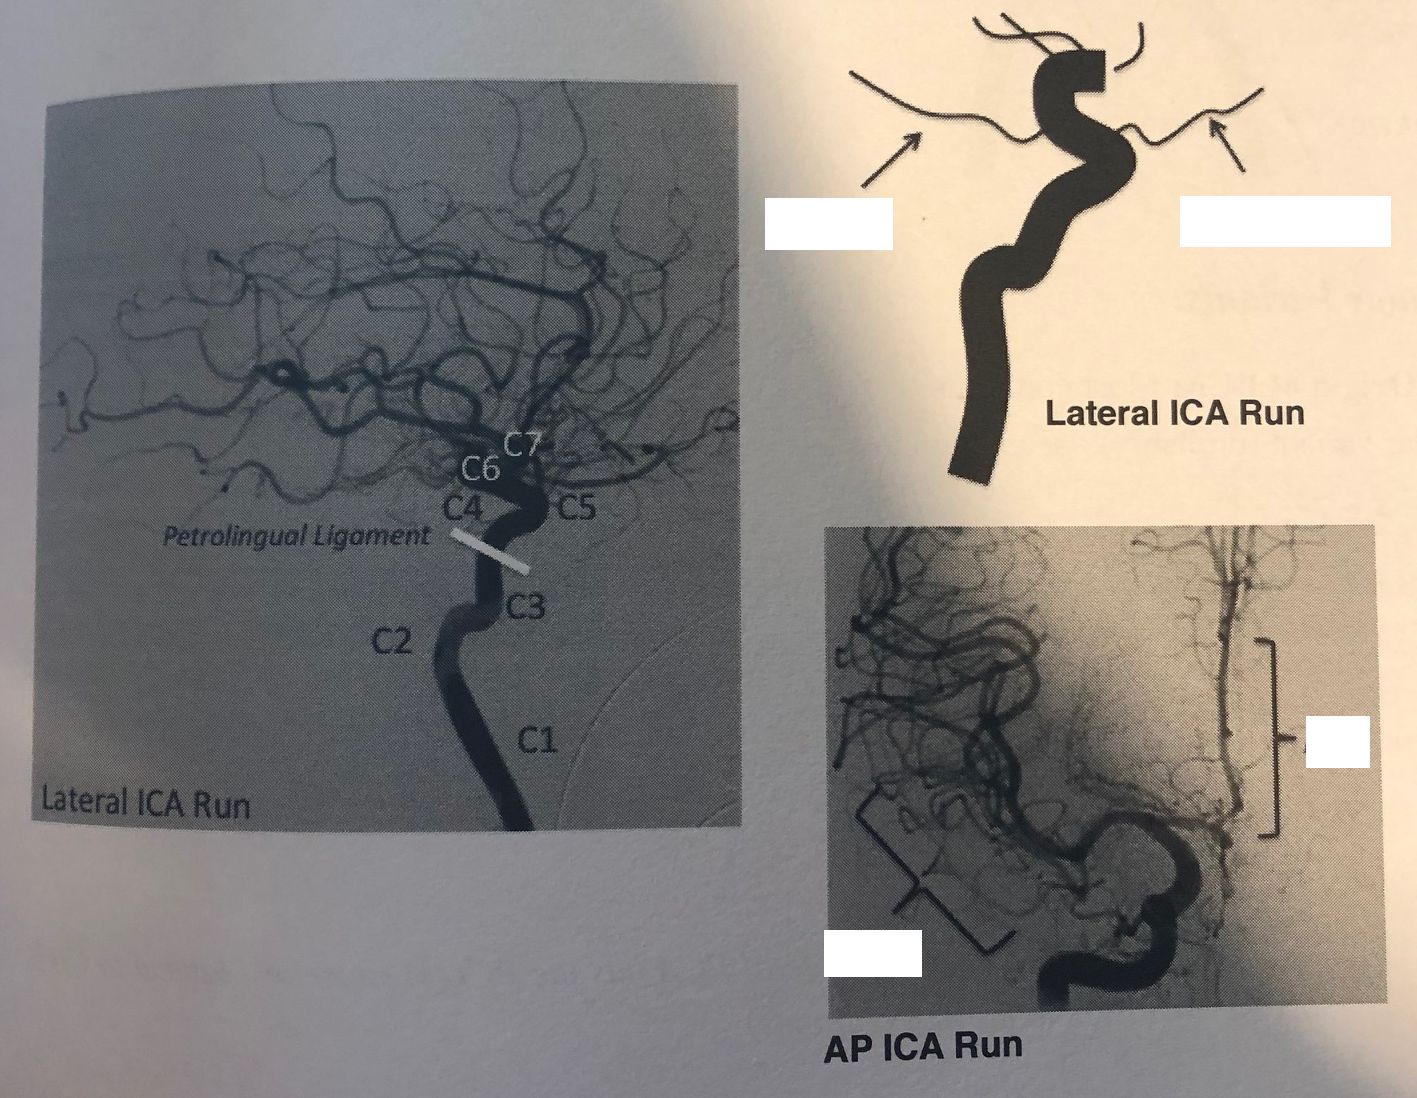 C7
C6
C4
C5
Petrolingual Ligament
C3
C2
C1
Lateral ICA Run
Lateral ICA Run
AP ICA Run